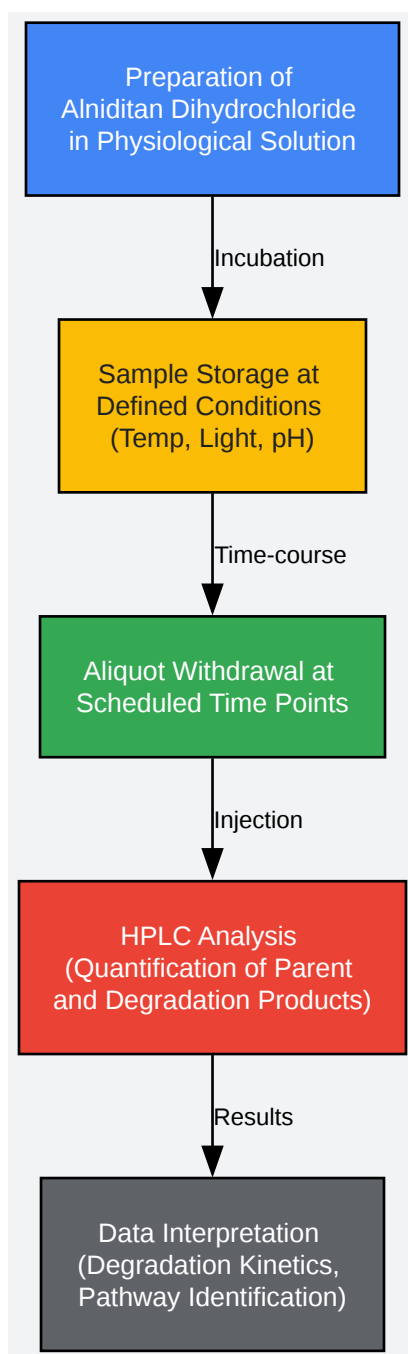 Preparation of
Alniditan Dihydrochloride
in Physiological Solution
Incubation
Sample Storage at
Defined Conditions
(Temp, Light, pH)
Time-course
Aliquot Withdrawal at
Scheduled Time Points
Injection
HPLC Analysis
(Quantification of Parent
and Degradation Products)
Results
Data Interpretation
(Degradation Kinetics,
Pathway Identification)